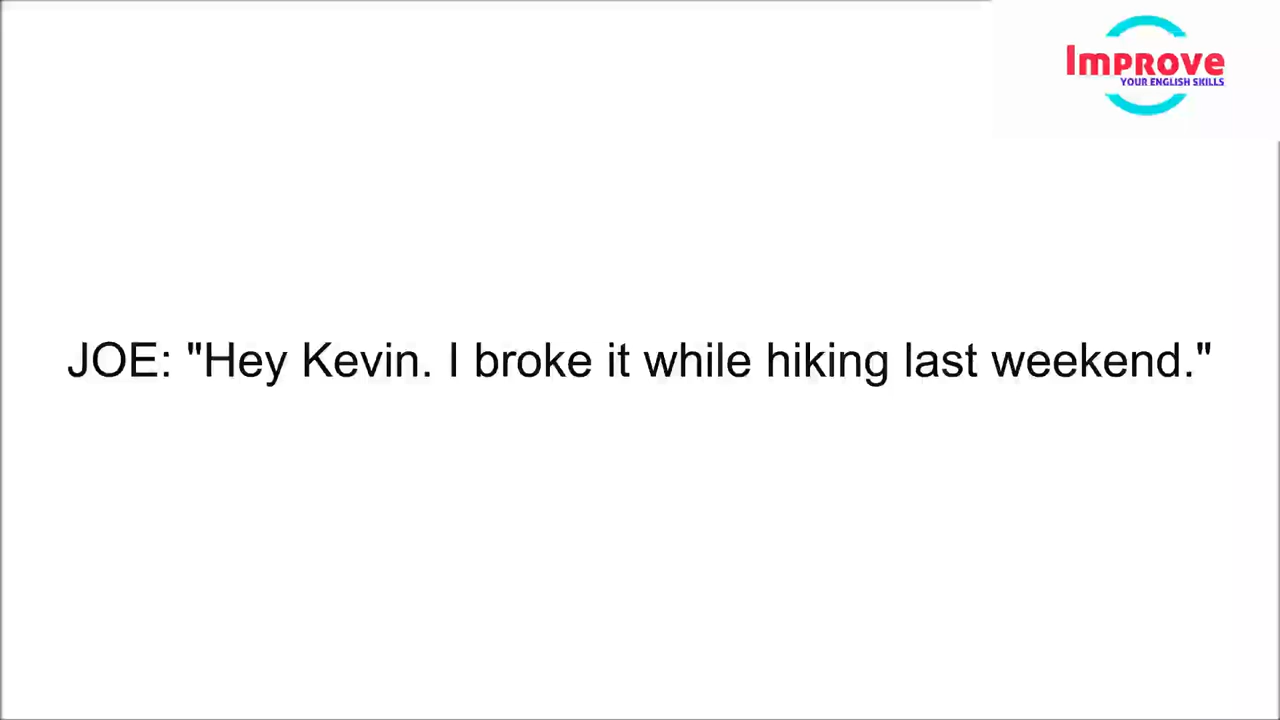 Improve
YOUR ENGLISH SKILLS
JOE: "Hey Kevin. I broke it while hiking last weekend."